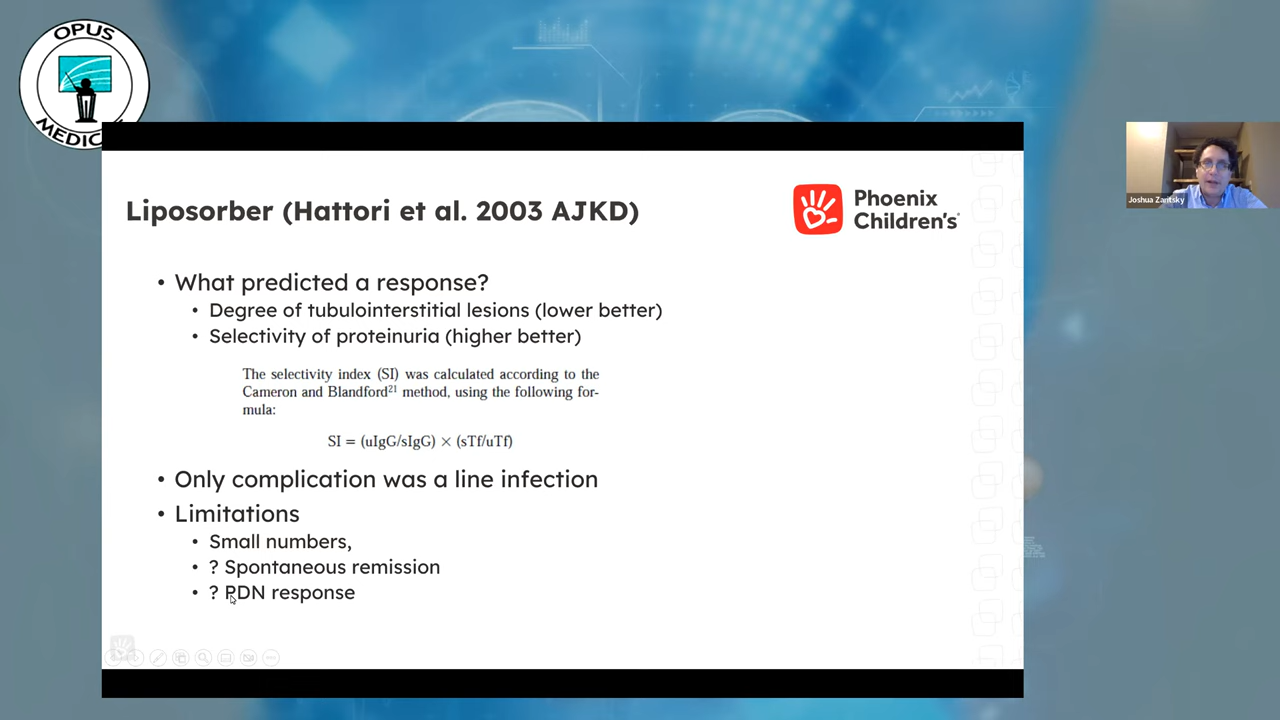 OPUS
MEDIC
Liposorber (Hattori et al. 2003 AJKD)
Phoenix
Children's
• What predicted a response?
• Degree of tubulointerstitial lesions (lower better)
• Selectivity of proteinuria (higher better)
The selectivity index (SI) was calculated according to the
Cameron and Blandford21 method, using the following for-
mula:
SI = (uIgG/sIgG) × (sTf/uTf)
• Only complication was a line infection
• Limitations
• Small numbers,
• ? Spontaneous remission
• ? PDN response
Joshua Zaritsky